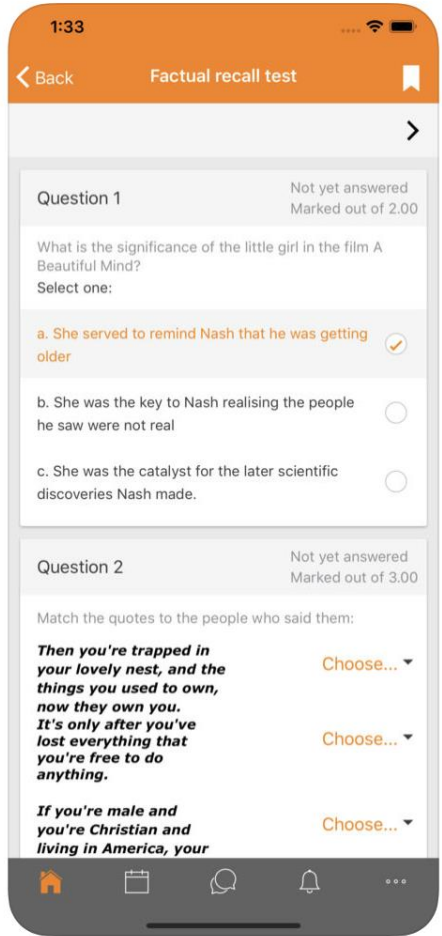 1:33
Back
Factual recall test
Question 1
Not yet answered
Marked out of 2.00
What is the significance of the little girl in the film A
Beautiful Mind?
Select one:
a. She served to remind Nash that he was getting
older
b. She was the key to Nash realising the people
he saw were not real
c. She was the catalyst for the later scientific
discoveries Nash made.
Question 2
Not yet answered
Marked out of 3.00
Match the quotes to the people who said them:
Then you're trapped in
your lovely nest, and the
things you used to own,
now they own you.
Choose...
It's only after you've
lost everything that
you're free to do
anything.
Choose...
If you're male and
you're Christian and
living in America, your
Choose...